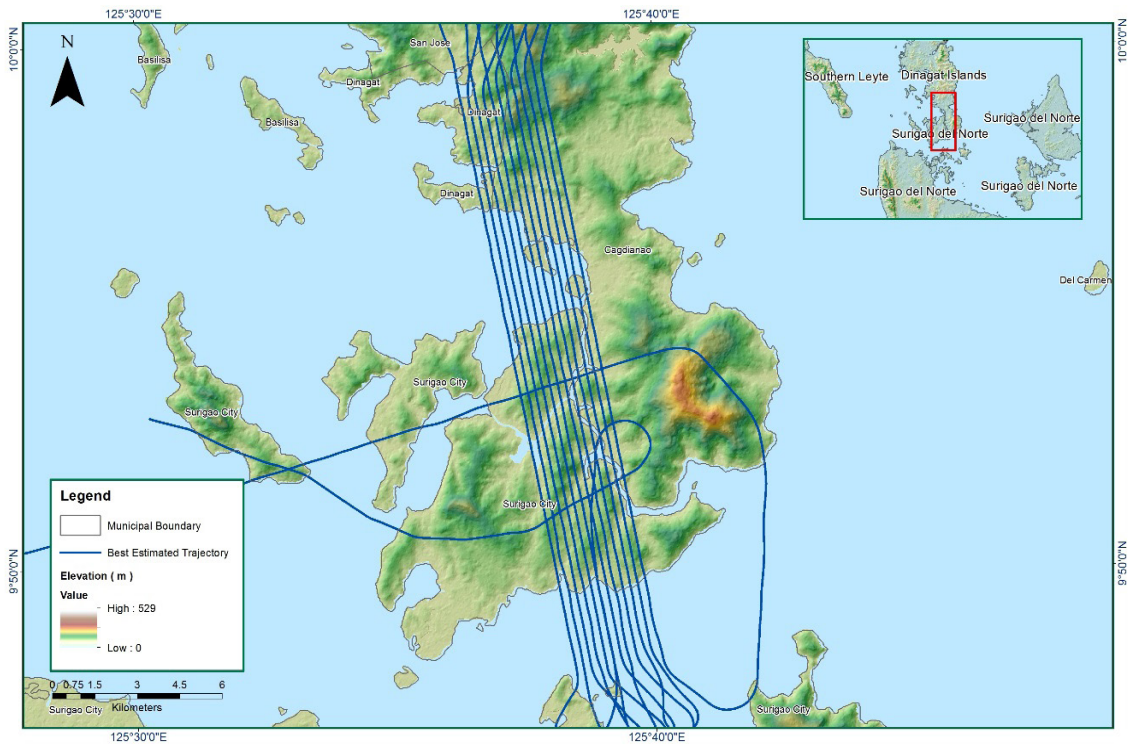 125°30'0"E
125°40'0"E
10°0'0"N
10°0'0"N
N
Basilisa
San Jose
Dinagat
Dinagat
Basilisa
Dinagat
Cagdianao
Del Carmen
Southern Leyte
Dinagat Islands
Surigao del Norte
Surigao del Norte
Surigao del Norte
Surigao del Norte
Surigao City
Surigao City
Surigao City
Legend
Municipal Boundary
Best Estimated Trajectory
Elevation ( m )
Value
High : 529
Low : 0
9°50'0"N
9°50'0"N
0 0.75 1.5 3 4.5 6
Kilometers
Surigao City
Surigao City
125°30'0"E
125°40'0"E